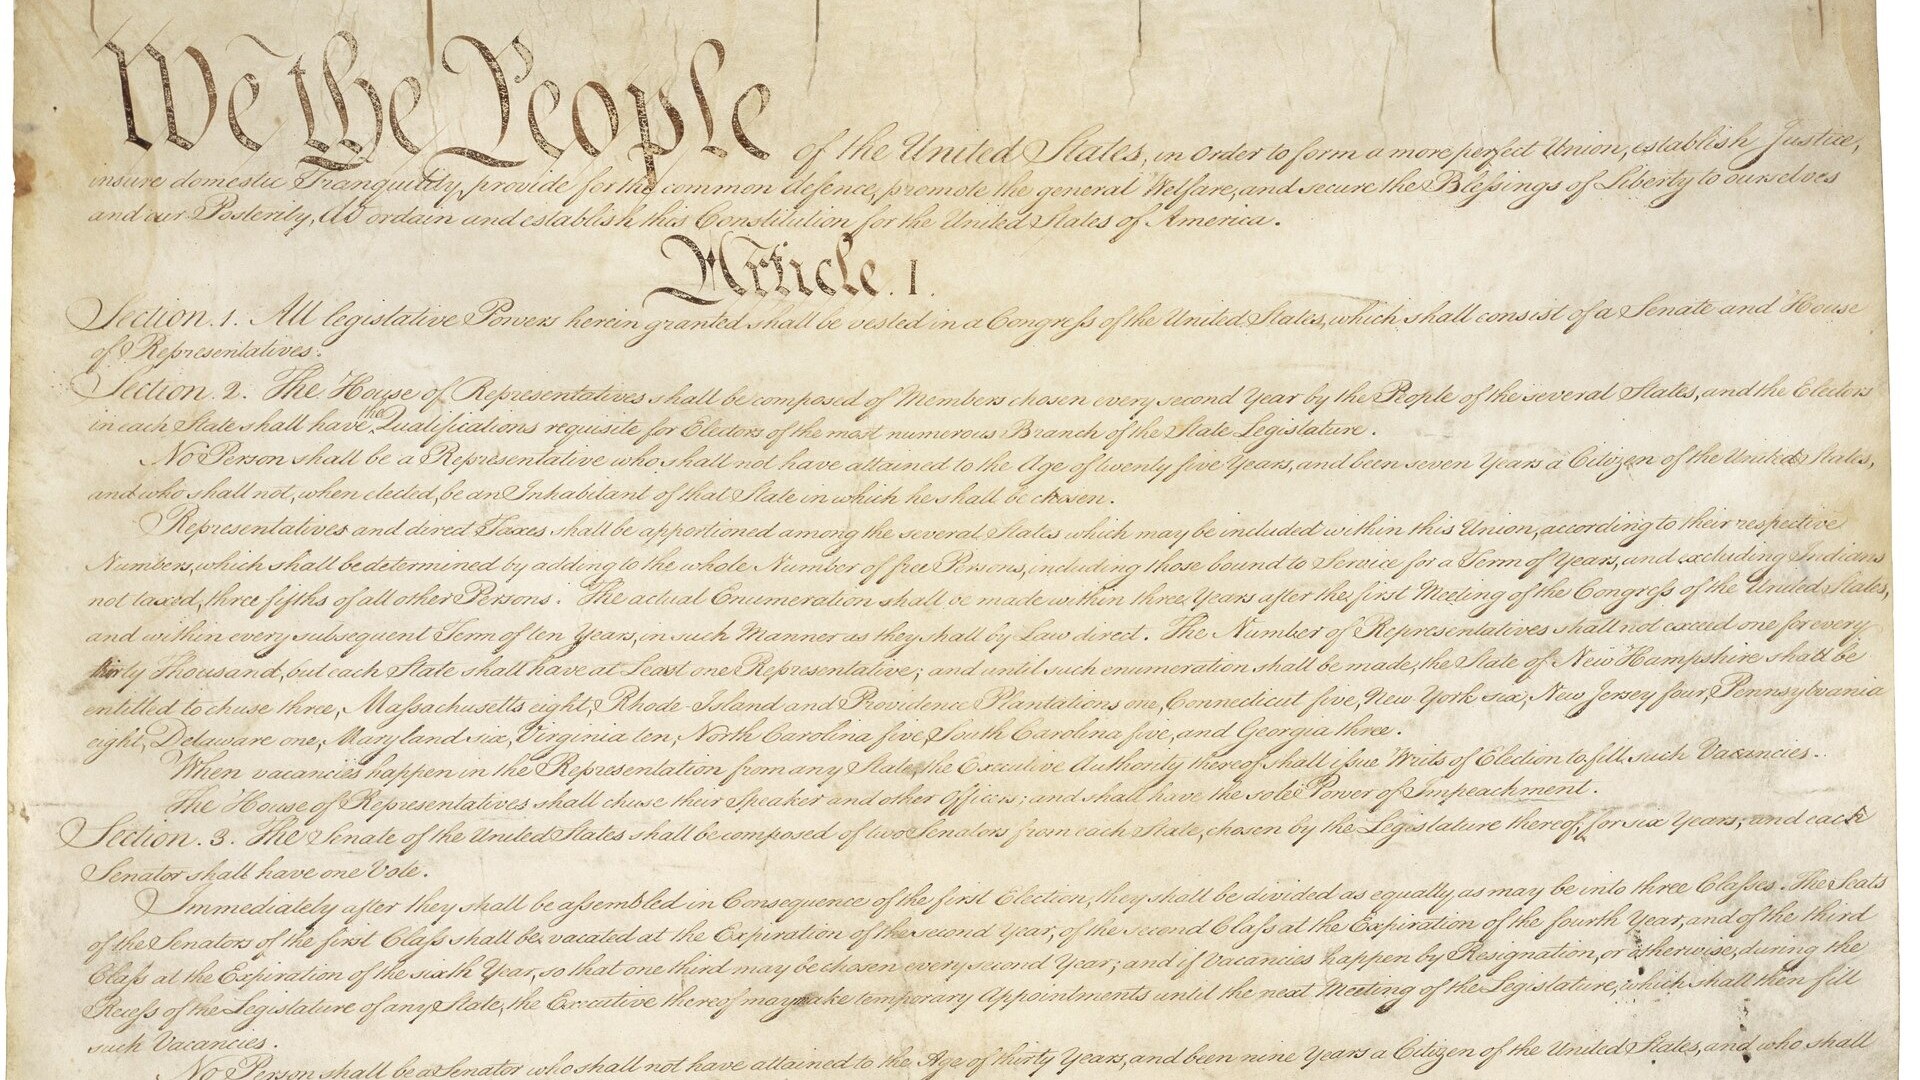 We the People of the United States, in Order to form a more perfect Union, establish Justice,
insure domestic Tranquility, provide for the common defence, promote the general Welfare, and secure the Blessings of Liberty to ourselves
and our Posterity, do ordain and establish this Constitution for the United States of America.
Article. I.
Section. 1. All legislative Powers herein granted shall be vested in a Congress of the United States, which shall consist of a Senate and House
of Representatives.
Section. 2. The House of Representatives shall be composed of Members chosen every second Year by the People of the several States, and the Electors
in each State shall have the Qualifications requisite for Electors of the most numerous Branch of the State Legislature.
No Person shall be a Representative who shall not have attained to the Age of twenty five Years, and been seven Years a Citizen of the United States,
and who shall not, when elected, be an Inhabitant of that State in which he shall be chosen.
Representatives and direct Taxes shall be apportioned among the several States which may be included within this Union, according to their respective
Numbers, which shall be determined by adding to the whole Number of free Persons, including those bound to Service for a Term of Years, and excluding Indians
not taxed, three fifths of all other Persons. The actual Enumeration shall be made within three Years after the first Meeting of the Congress of the United States,
and within every subsequent Term of ten Years, in such Manner as they shall by Law direct. The Number of Representatives shall not exceed one for every
thirty Thousand, but each State shall have at Least one Representative; and until such enumeration shall be made, the State of New Hampshire shall be
entitled to chuse three, Massachusetts eight, Rhode-Island and Providence Plantations one, Connecticut five, New-York six, New Jersey four, Pennsylvania
eight, Delaware one, Maryland six, Virginia ten, North Carolina five, South Carolina five, and Georgia three.
When vacancies happen in the Representation from any State, the Executive Authority thereof shall issue Writs of Election to fill such Vacancies.
The House of Representatives shall chuse their Speaker and other Officers; and shall have the sole Power of Impeachment.
Section. 3. The Senate of the United States shall be composed of two Senators from each State, chosen by the Legislature thereof, for six Years; and each
Senator shall have one Vote.
Immediately after they shall be assembled in Consequence of the first Election, they shall be divided as equally as may be into three Classes. The Seats
of the Senators of the first Class shall be vacated at the Expiration of the second Year, of the second Class at the Expiration of the fourth Year, and of the third
Class at the Expiration of the sixth Year, so that one third may be chosen every second Year; and if Vacancies happen by Resignation, or otherwise, during the
Recess of the Legislature of any State, the Executive thereof may make temporary Appointments until the next Meeting of the Legislature, which shall then fill
such Vacancies.
No Person shall be a Senator who shall not have attained to the Age of thirty Years, and been nine Years a Citizen of the United States, and who shall